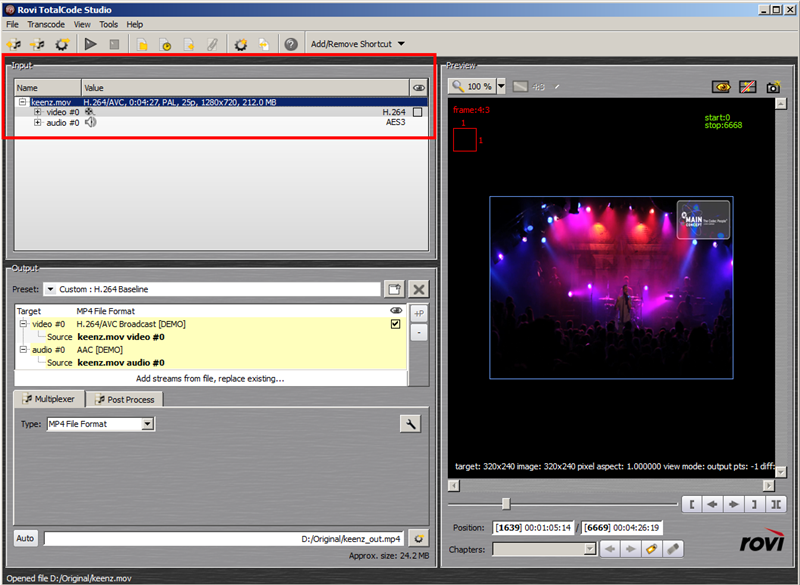 Rovi TotalCode Studio
File Transcode View Tools Help
Add/Remove Shortcut
Input
Name Value
keenz.mov H.264/AVC, 0:04:27, PAL, 25p, 1280x720, 212.0 MB
video #0 H.264
audio #0 AES3
Output
Preset: Custom : H.264 Baseline
Target MP4 File Format
+P
video #0 H.264/AVC Broadcast [DEMO]
-
Source keenz.mov video #0
audio #0 AAC [DEMO]
Source keenz.mov audio #0
Add streams from file, replace existing...
Multiplexer Post Process
Type: MP4 File Format
Auto D:/Original/keenz_out.mp4
Approx. size: 24.2 MB
Preview
100 % 4:3
frame:4:3
1
1
start:0
stop:6668
MAIN
CONCEPT
target: 320x240 image: 320x240 pixel aspect: 1.000000 view mode: output pts: -1 diff:
Position: [1639] 00:01:05:14 / [6669] 00:04:26:19
Chapters:
rovi
Opened file D:/Original/keenz.mov